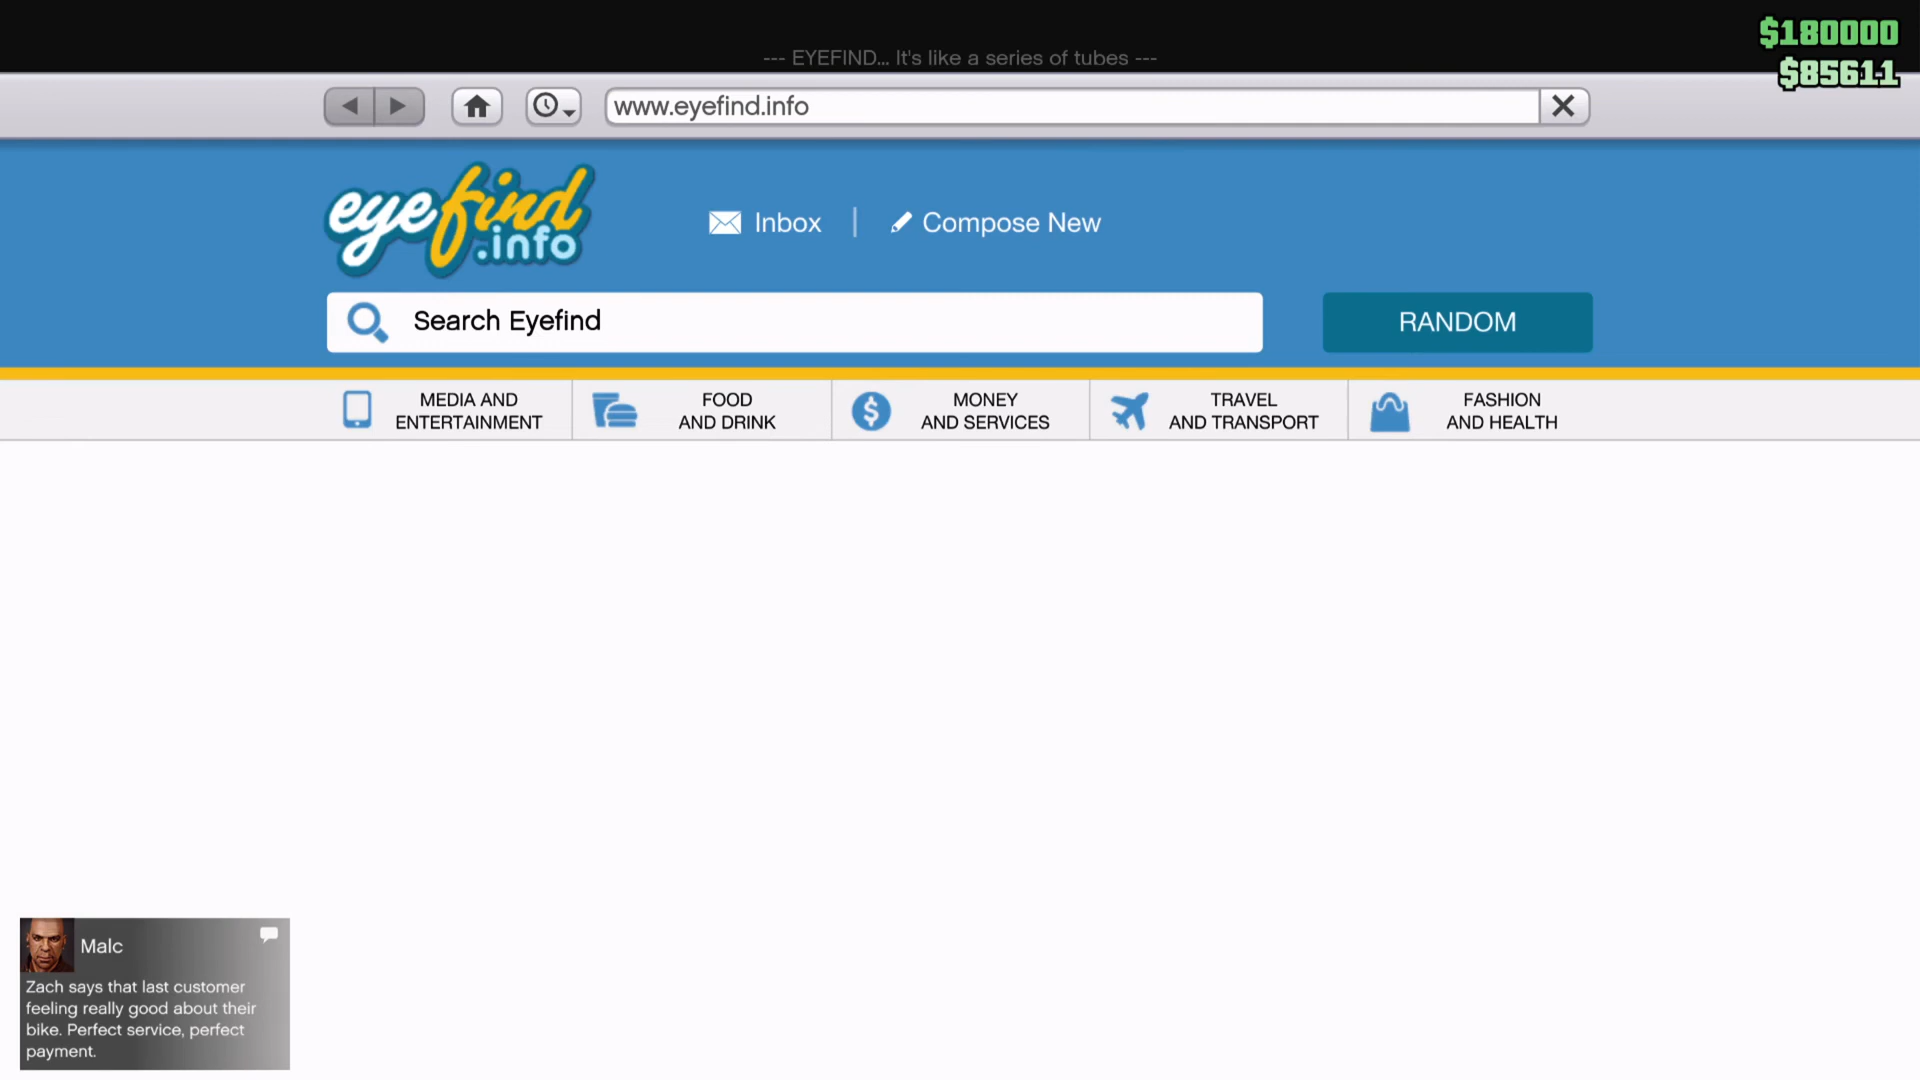 $180000
--- EYEFIND... It's like a series of tubes ---
$85611
www.eyefind.info
eyefind
.info
Inbox | Compose New
Search Eyefind
RANDOM
MEDIA AND
ENTERTAINMENT
FOOD
AND DRINK
MONEY
AND SERVICES
TRAVEL
AND TRANSPORT
FASHION
AND HEALTH
Malc
Zach says that last customer
feeling really good about their
bike. Perfect service, perfect
payment.